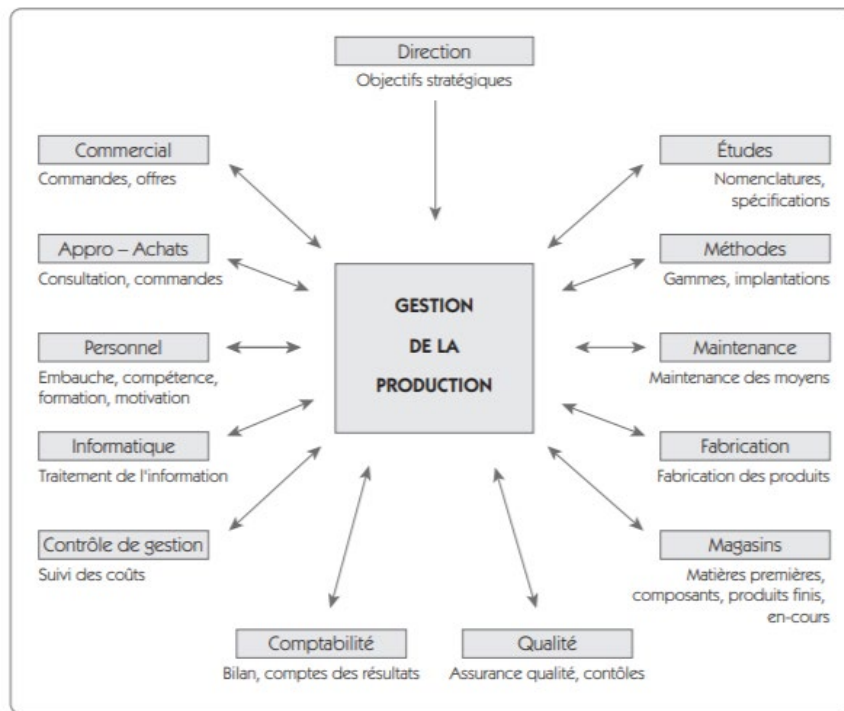 Direction
Objectifs stratégiques
Commercial
Commandes, offres
Appro – Achats
Consultation, commandes
Personnel
Embauche, compétence,
formation, motivation
Informatique
Traitement de l'information
Contrôle de gestion
Suivi des coûts
GESTION
DE LA
PRODUCTION
Études
Nomenclatures,
spécifications
Méthodes
Gammes, implantations
Maintenance
Maintenance des moyens
Fabrication
Fabrication des produits
Magasins
Matières premières,
composants, produits finis,
en-cours
Comptabilité
Bilan, comptes des résultats
Qualité
Assurance qualité, contôles